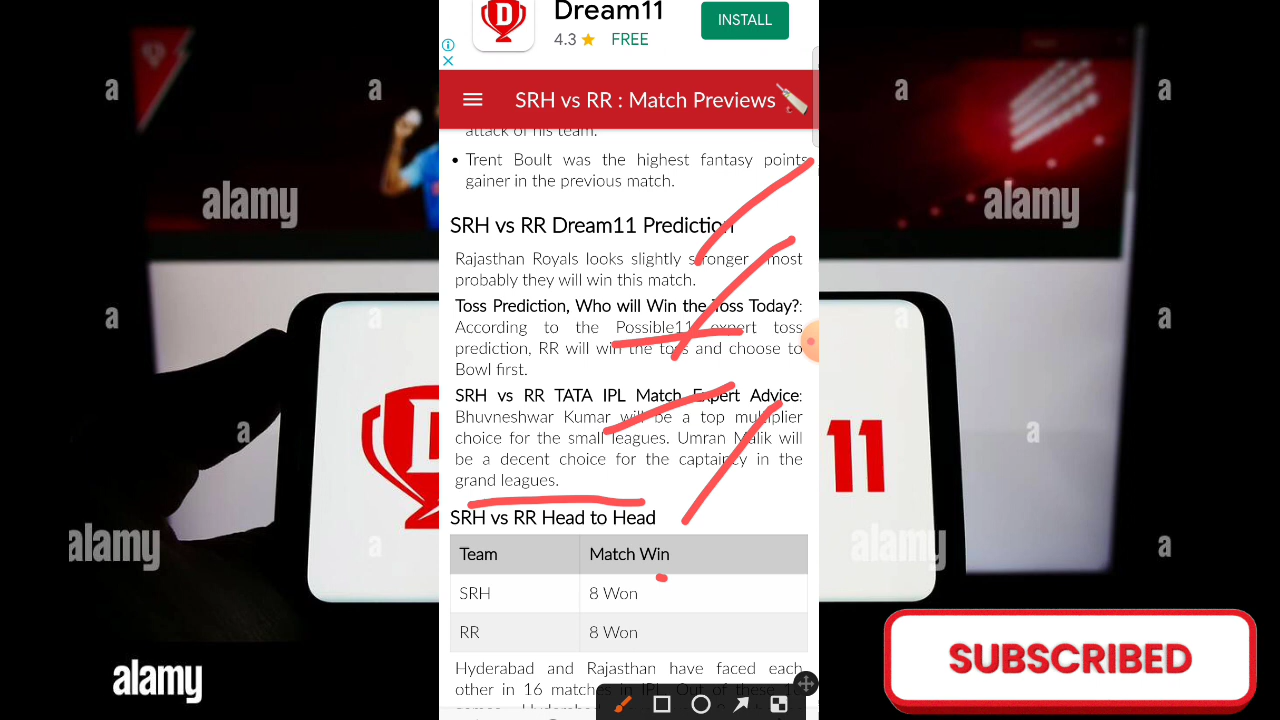 Dream11
INSTALL
4.3 ★ FREE
SRH vs RR : Match Previews
attack of his team.
• Trent Boult was the highest fantasy points
gainer in the previous match.
SRH vs RR Dream11 Prediction
Rajasthan Royals looks slightly stronger most
probably they will win this match.
Toss Prediction, Who will Win the Toss Today?:
According to the Possible11 expert toss
prediction, RR will win the toss and choose to
Bowl first.
SRH vs RR TATA IPL Match Expert Advice:
Bhuvneshwar Kumar will be a top multiplier
choice for the small leagues. Umran Malik will
be a decent choice for the captaincy in the
grand leagues.
SRH vs RR Head to Head
Team Match Win
SRH 8 Won
RR 8 Won
Hyderabad and Rajasthan have faced each
other in 16 matches in IPL. Out of these
a a a a
alamy alamy
a a
a a
D 11
alamy a alamy a
SUBSCRIBED
alamy